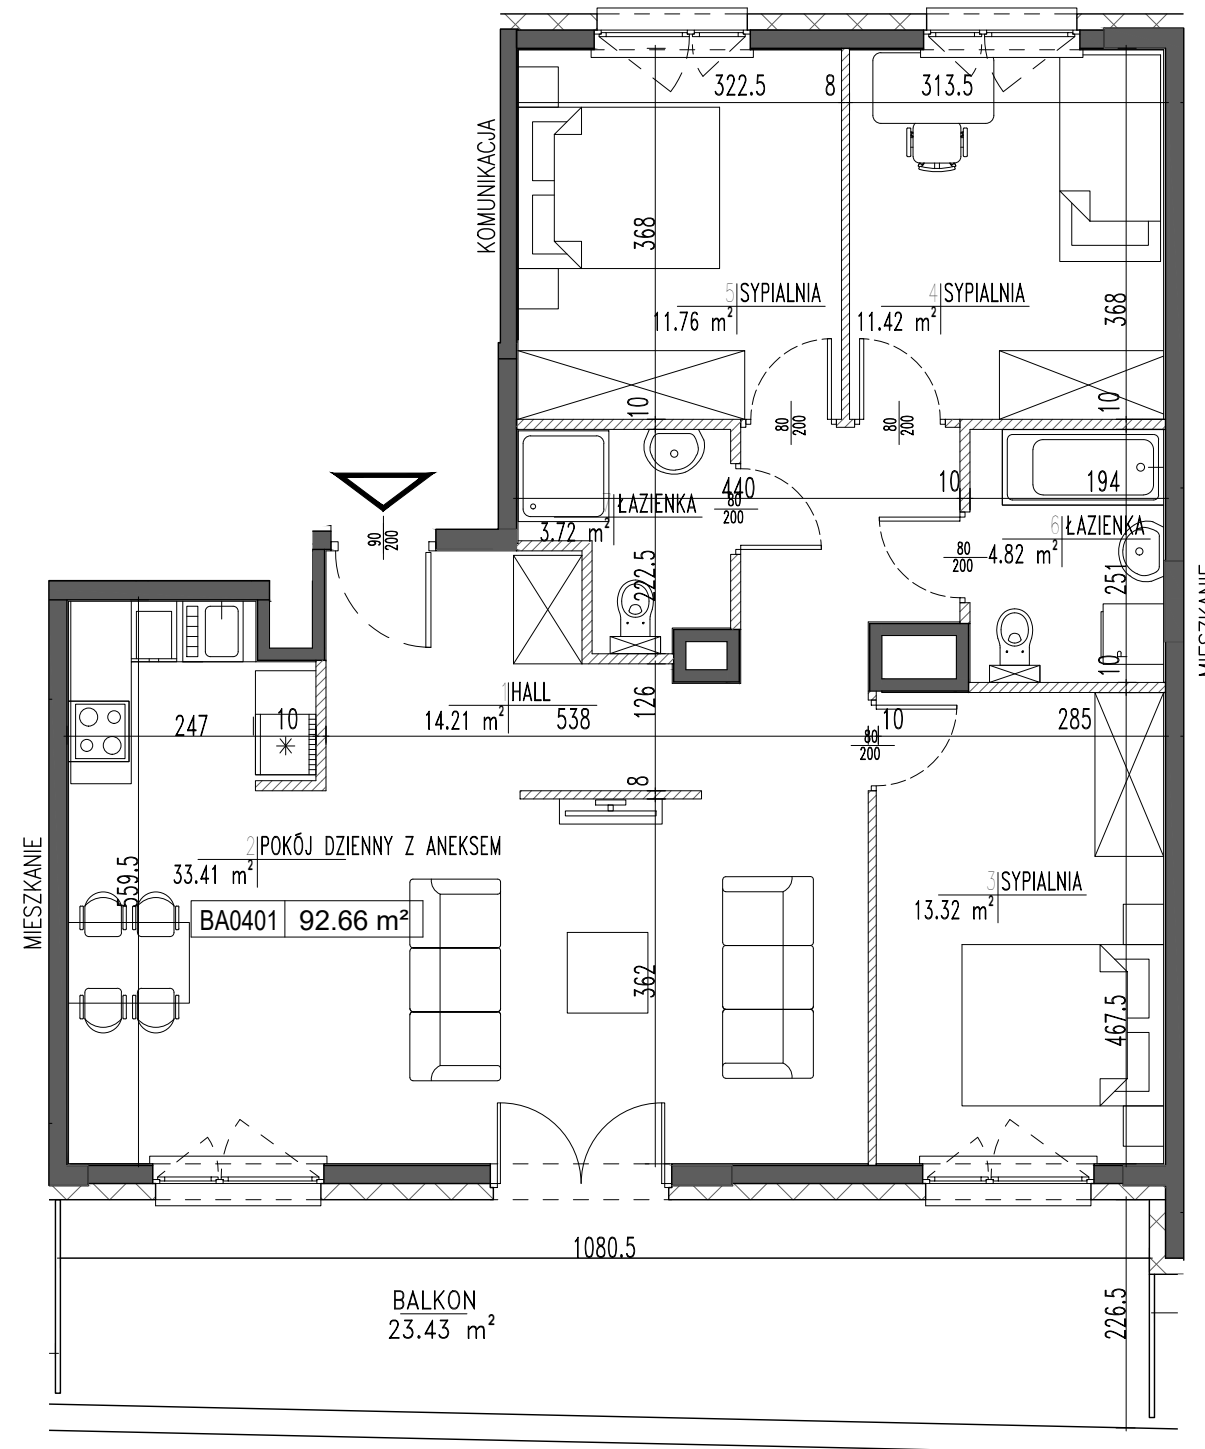 322.5
8
313.5
KOMUNIKACJA
368
5 SYPIALNIA
11.76 m²
4 SYPIALNIA
11.42 m²
368
10
80
200
80
200
10
440
80
200
10
194
ŁAZIENKA
3.72 m²
90
200
6 ŁAZIENKA
4.82 m²
80
200
222.5
251
MIESZKANIE
10
1 HALL
14.21 m²
538
126
247
10
10
285
80
200
8
2 POKÓJ DZIENNY Z ANEKSEM
33.41 m²
559.5
MIESZKANIE
BA0401 92.66 m²
3 SYPIALNIA
13.32 m²
362
467.5
1080.5
BALKON
23.43 m²
226.5